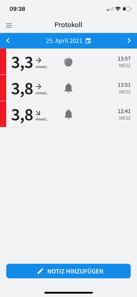 09:38
Protokoll
25. April 2021
3,3 mmol/L 13:57 MESZ
3,8 mmol/L 13:51 MESZ
3,8 mmol/L 12:41 MESZ
NOTIZ HINZUFÜGEN